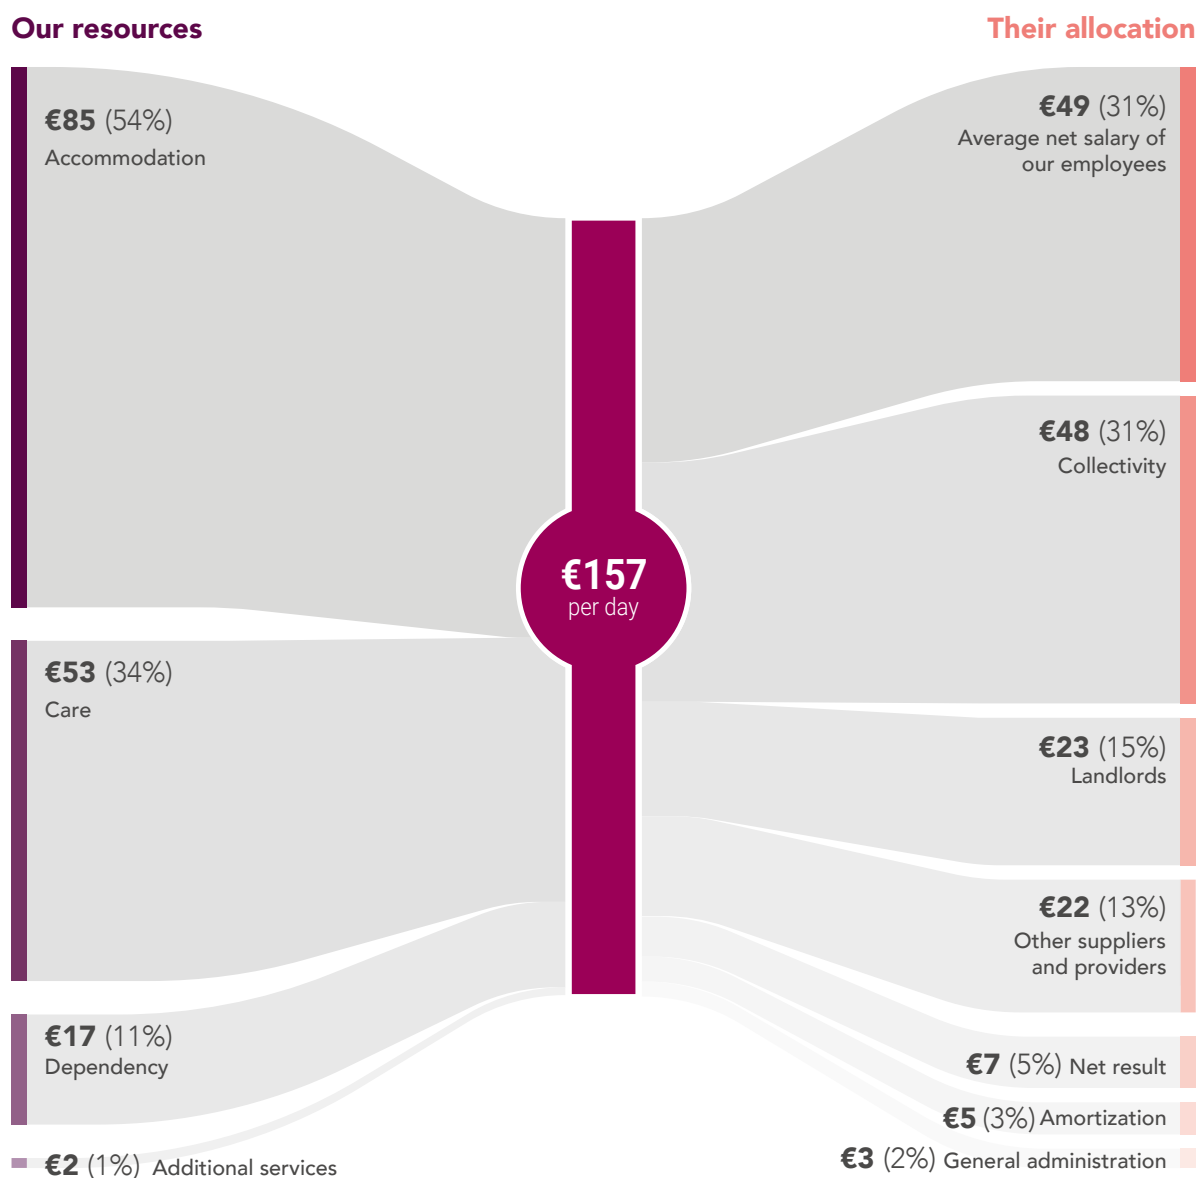 Our resources
Their allocation
€85 (54%)
Accommodation
€53 (34%)
Care
€17 (11%)
Dependency
€2 (1%) Additional services
€157
per day
€49 (31%)
Average net salary of
our employees
€48 (31%)
Collectivity
€23 (15%)
Landlords
€22 (13%)
Other suppliers
and providers
€7 (5%) Net result
€5 (3%) Amortization
€3 (2%) General administration